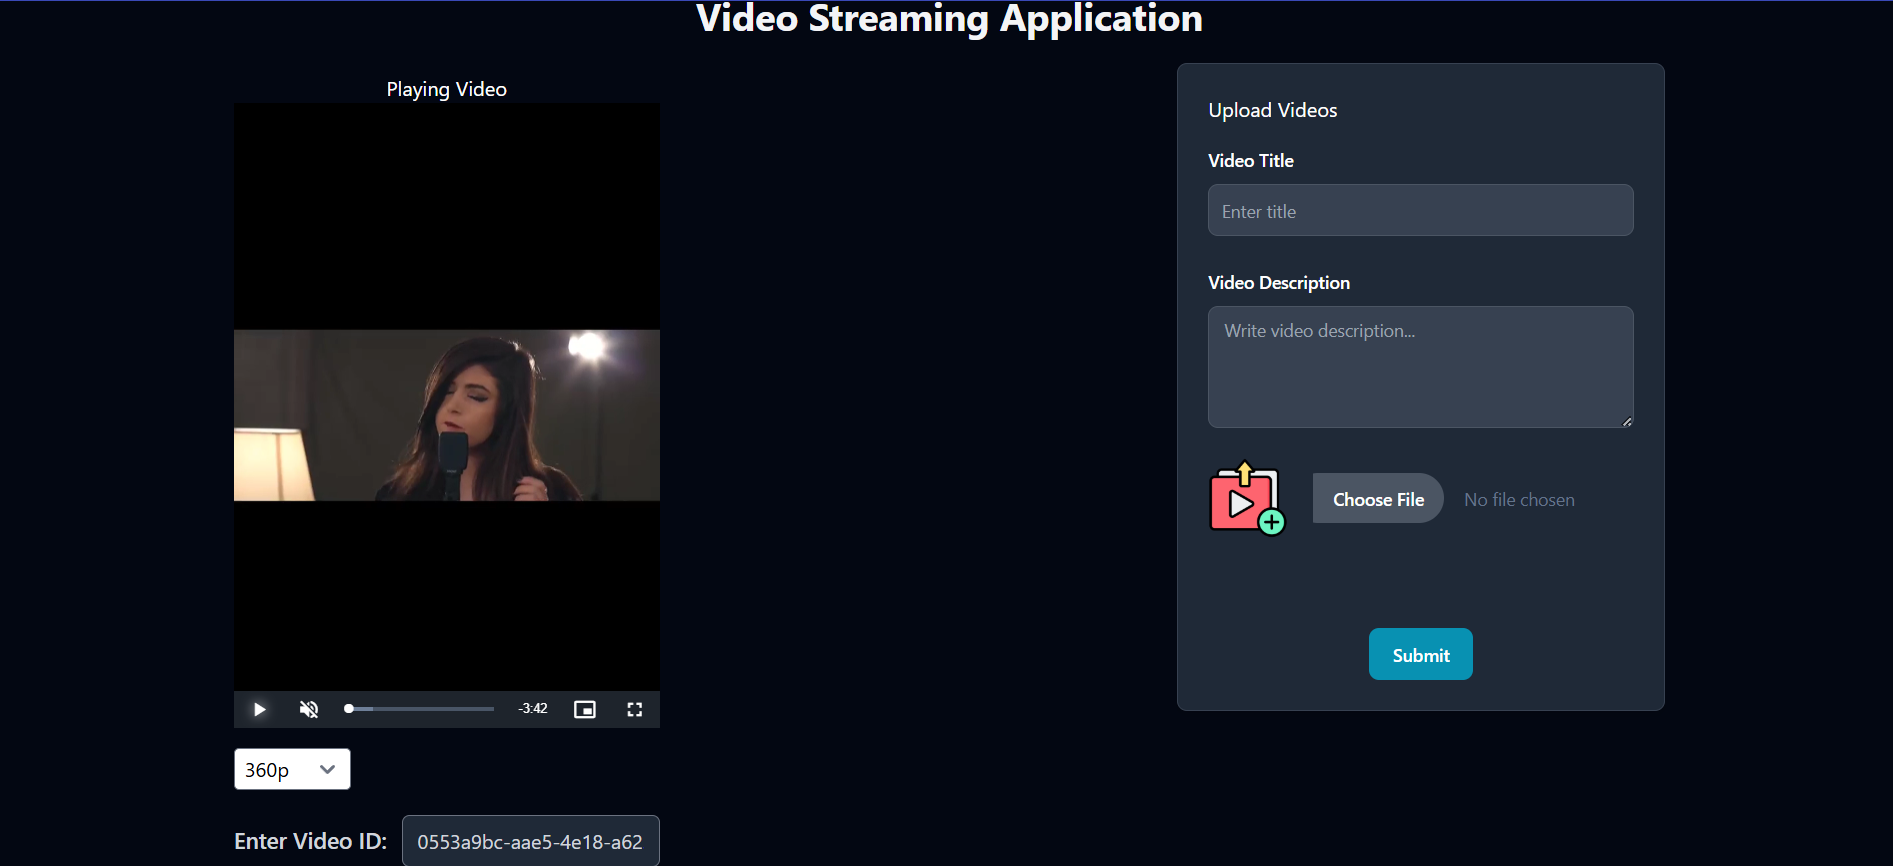 Video Streaming Application
Playing Video
-3:42
360p
Enter Video ID:
0553a9bc-aae5-4e18-a62
Upload Videos
Video Title
Enter title
Video Description
Write video description...
Choose File
No file chosen
Submit